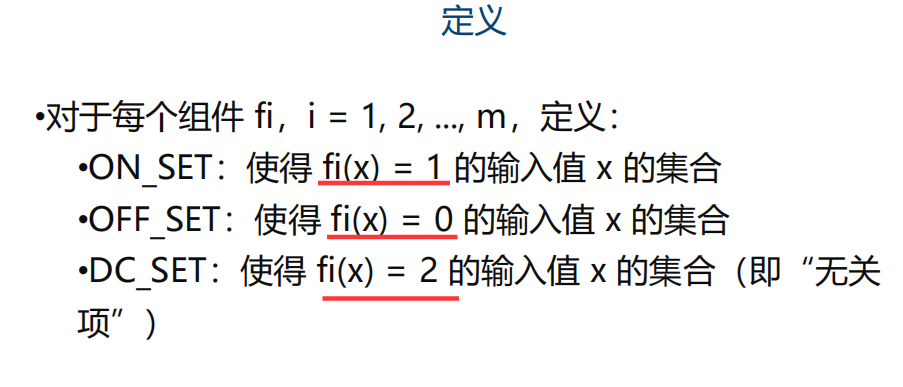 定义
•对于每个组件 fi，i = 1, 2, ..., m，定义：
•ON_SET：使得 fi(x) = 1 的输入值 x 的集合
•OFF_SET：使得 fi(x) = 0 的输入值 x 的集合
•DC_SET：使得 fi(x) = 2 的输入值 x 的集合（即“无关
项”）